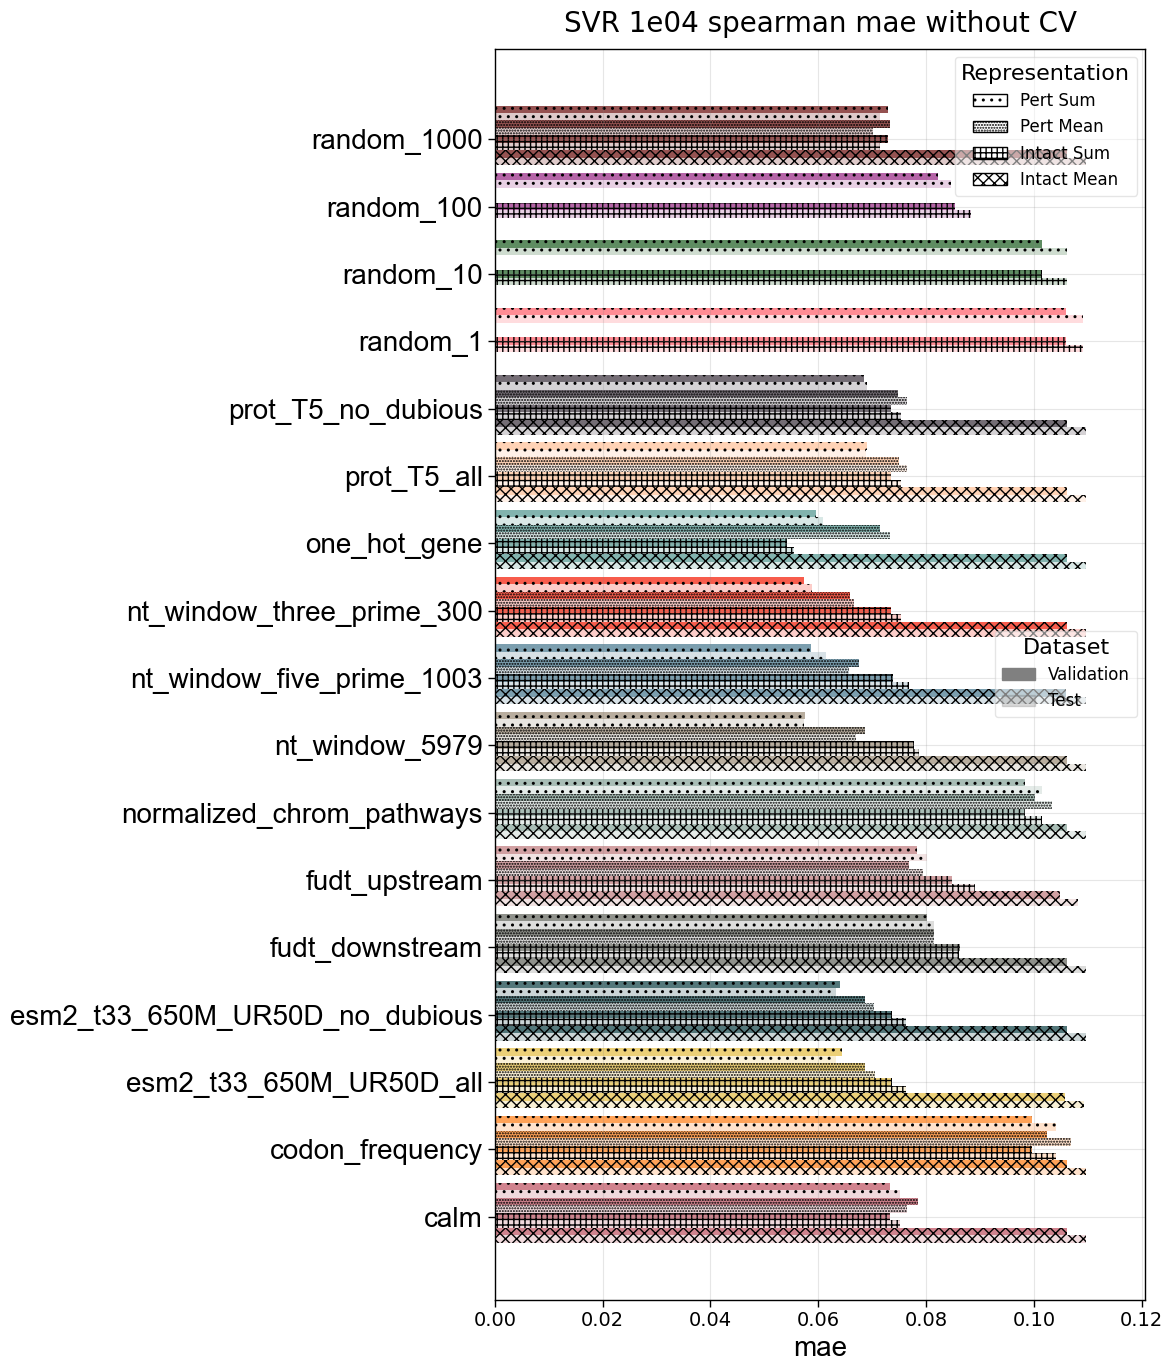 SVR 1e04 spearman mae without CV
Representation
Pert Sum
Pert Mean
Intact Sum
Intact Mean
random_1000
random_100
random_10
random_1
prot_T5_no_dubious
prot_T5_all
one_hot_gene
nt_window_three_prime_300
nt_window_five_prime_1003
Dataset
Validation
Test
nt_window_5979
normalized_chrom_pathways
fudt_upstream
fudt_downstream
esm2_t33_650M_UR50D_no_dubious
esm2_t33_650M_UR50D_all
codon_frequency
calm
0.00 0.02 0.04 0.06 0.08 0.10 0.12
mae